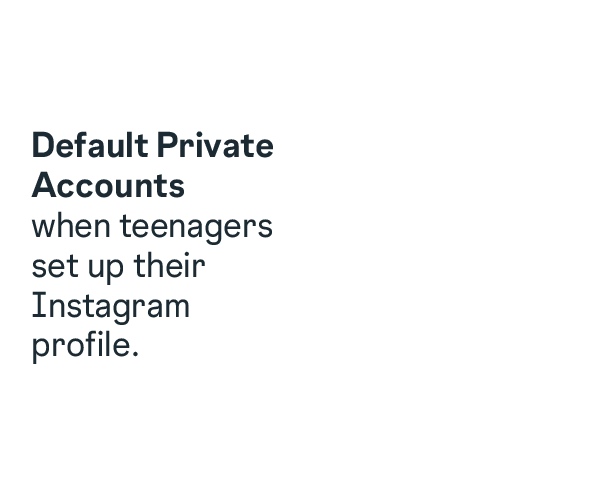 Default Private
Accounts
when teenagers
set up their
Instagram
profile.